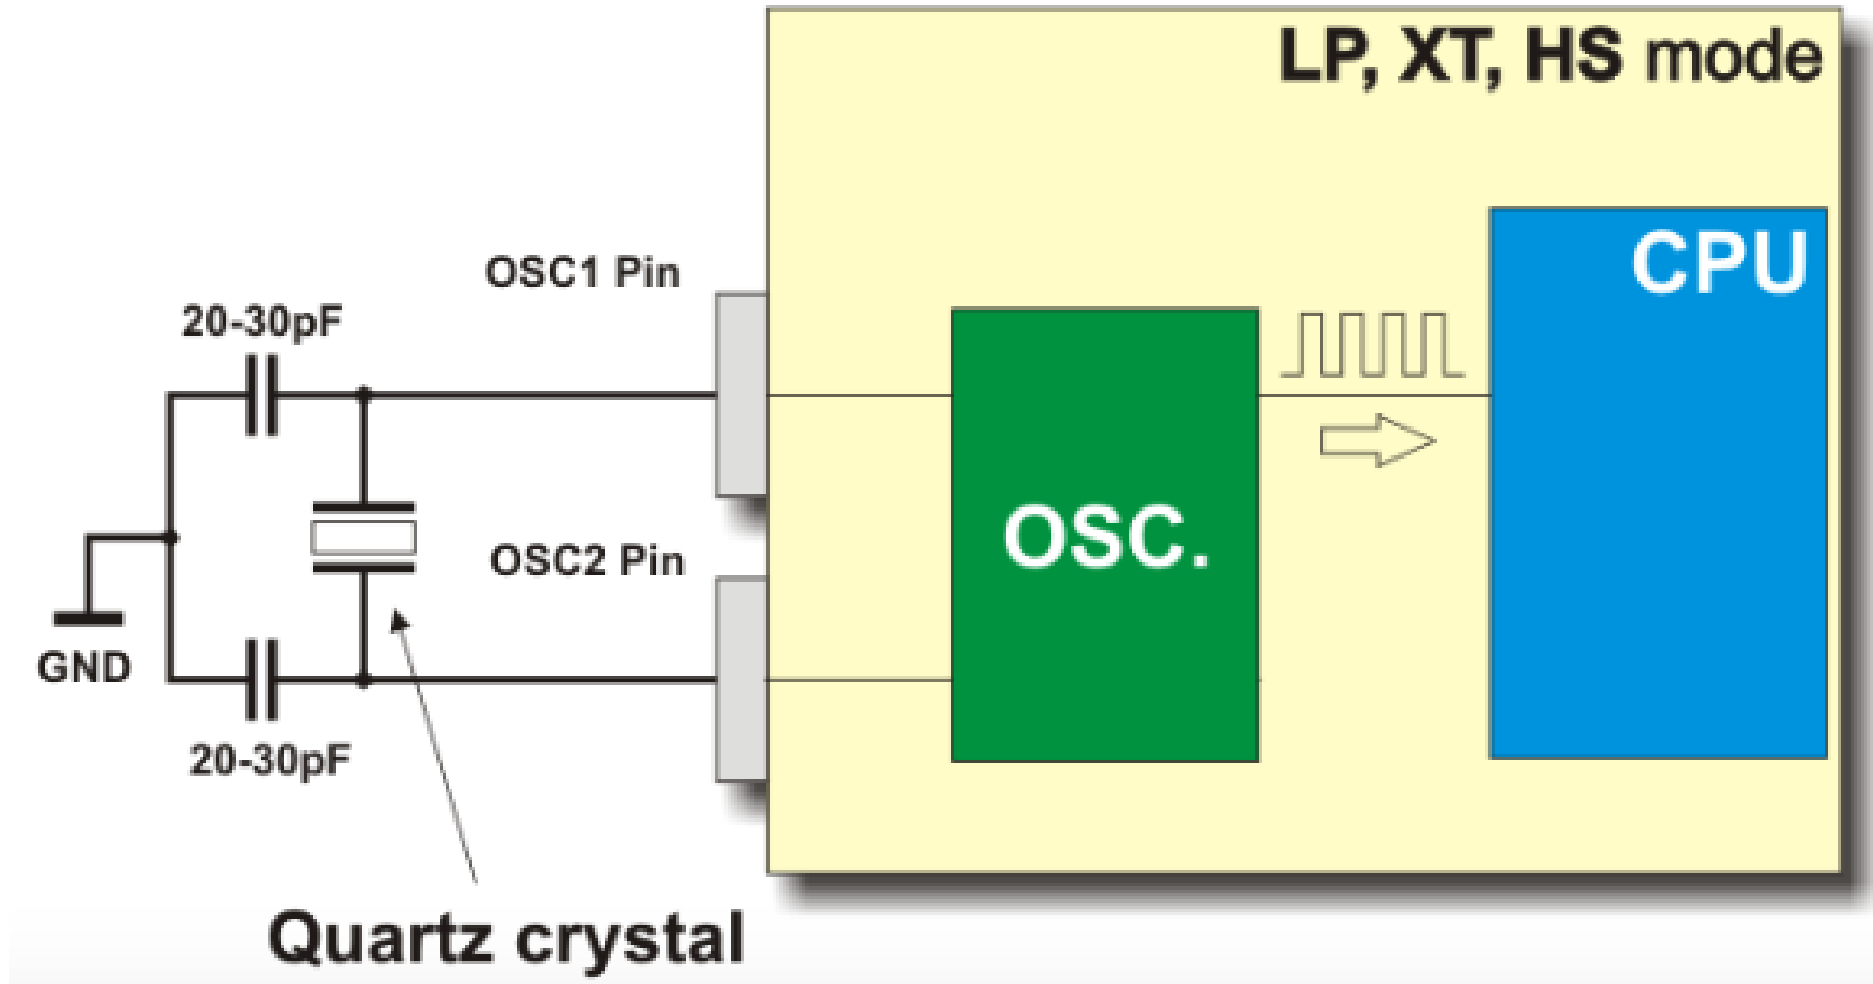 LP, XT, HS mode
CPU
OSC1 Pin
20-30pF
OSC.
OSC2 Pin
GND
20-30pF
Quartz crystal